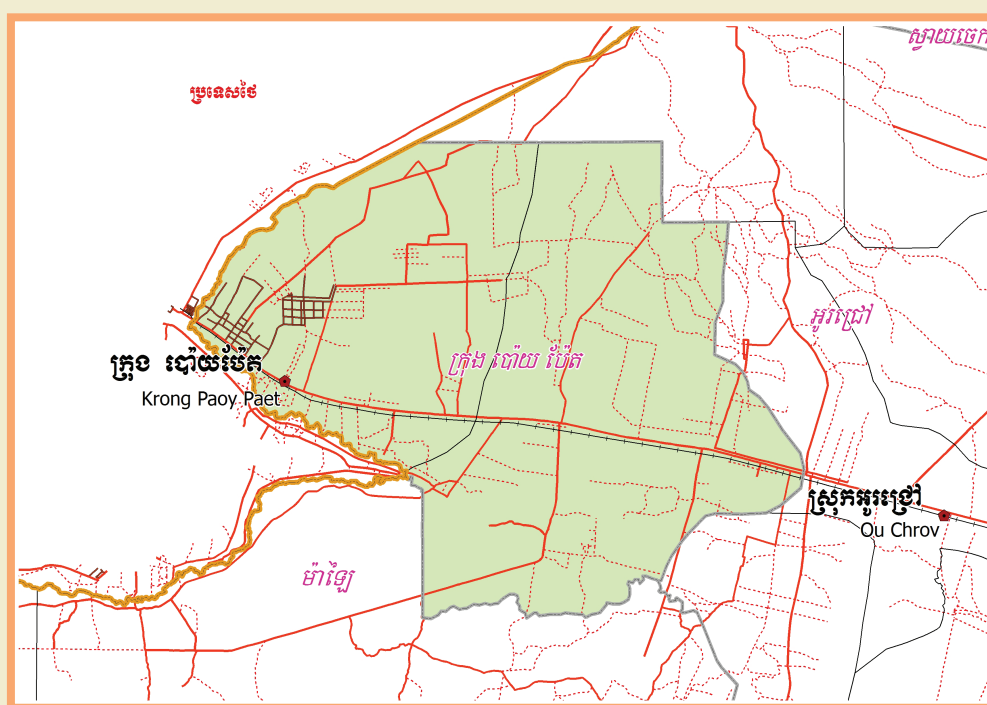 ស្វាយចេក
ប្រទេសថៃ
អូរជ្រៅ
ក្រុង ប៉ោយប៉ែត
Krong Paoy Paet
ក្រុង ប៉ោយ ប៉ែត
ស្រុកអូរជ្រៅ
Ou Chrov
ម៉ាឡៃ